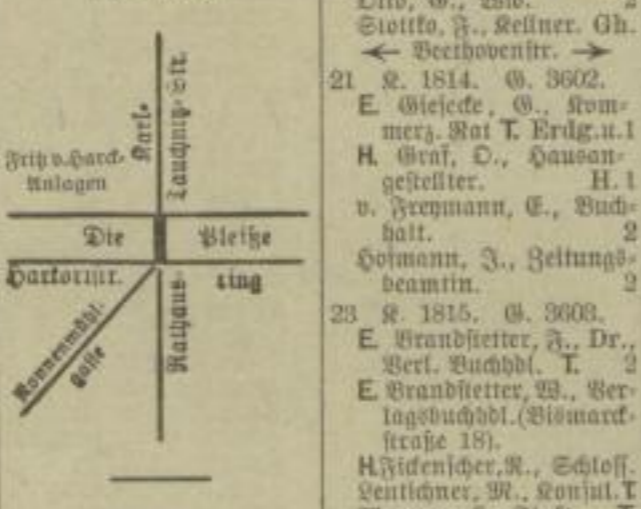 Fritz v. Harck-
Anlagen
Karl-
Tauchnitz-Str.
Die Pleiße
Harkortstr.
Rathaus-
ring
Nonnenmühl-
gasse
Stottko, F., Kellner. Gh.
← Beethovenstr. →
21 K. 1814. G. 3602.
E. Giesecke, G., Kom-
merz. Rat T. Erdg.u.1
H. Graf, O., Hausan-
gestellter. H. 1
v. Freymann, E., Buch-
halt. 2
Hofmann, J., Zeitungs-
beamtin. 2
23 K. 1815. G. 3603.
E. Brandstetter, F., Dr.,
Verl. Buchhdl. T. 2
E. Brandstetter, W., Ver-
lagsbuchhdl. (Bismarck-
straße 18).
H. Fickenscher, R., Schloss.
Lentschner, M., Konsul. T